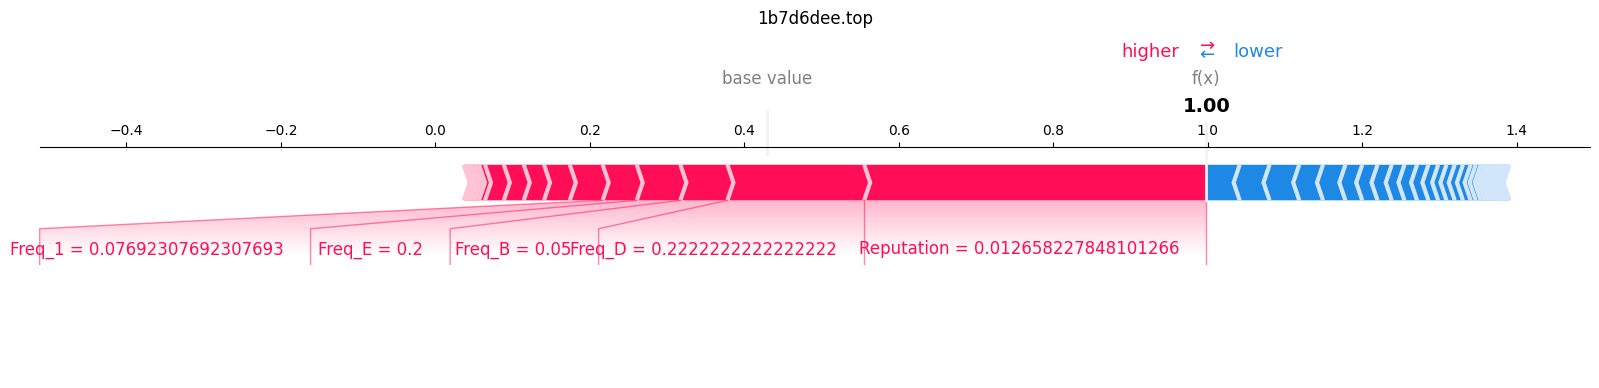 1b7d6dee.top
higher ⇄ lower
base value f(x)
1.00
−0.4 −0.2 0.0 0.2 0.4 0.6 0.8 1.0 1.2 1.4
Freq_1 = 0.07692307692307693 Freq_E = 0.2 Freq_B = 0.05 Freq_D = 0.2222222222222222 Reputation = 0.012658227848101266